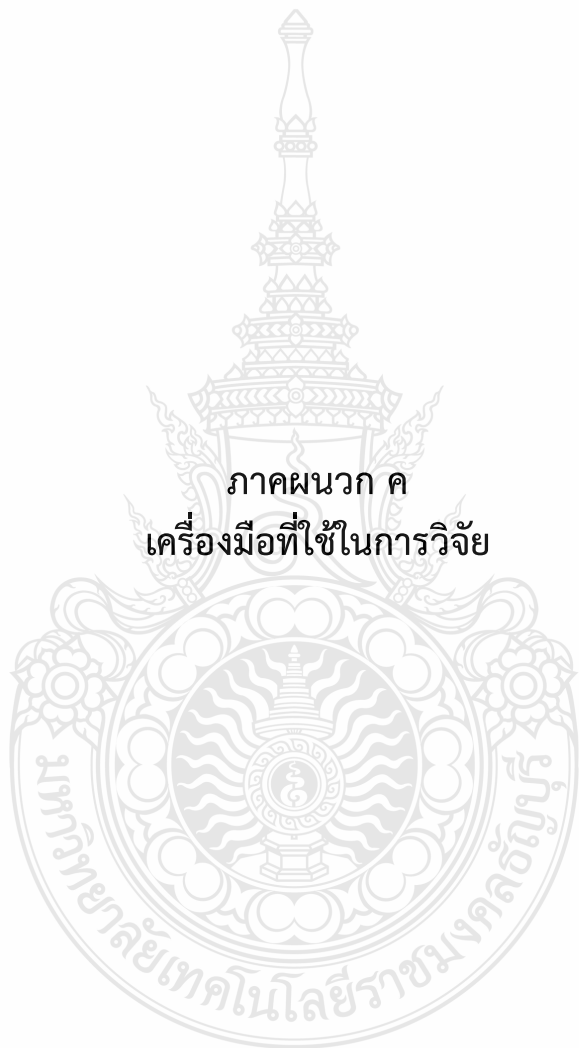 ภาคผนวก ค
เครื่องมือที่ใช้ในการวิจัย
มหาวิทยาลัยเทคโนโลยีราชมงคลธัญบุรี